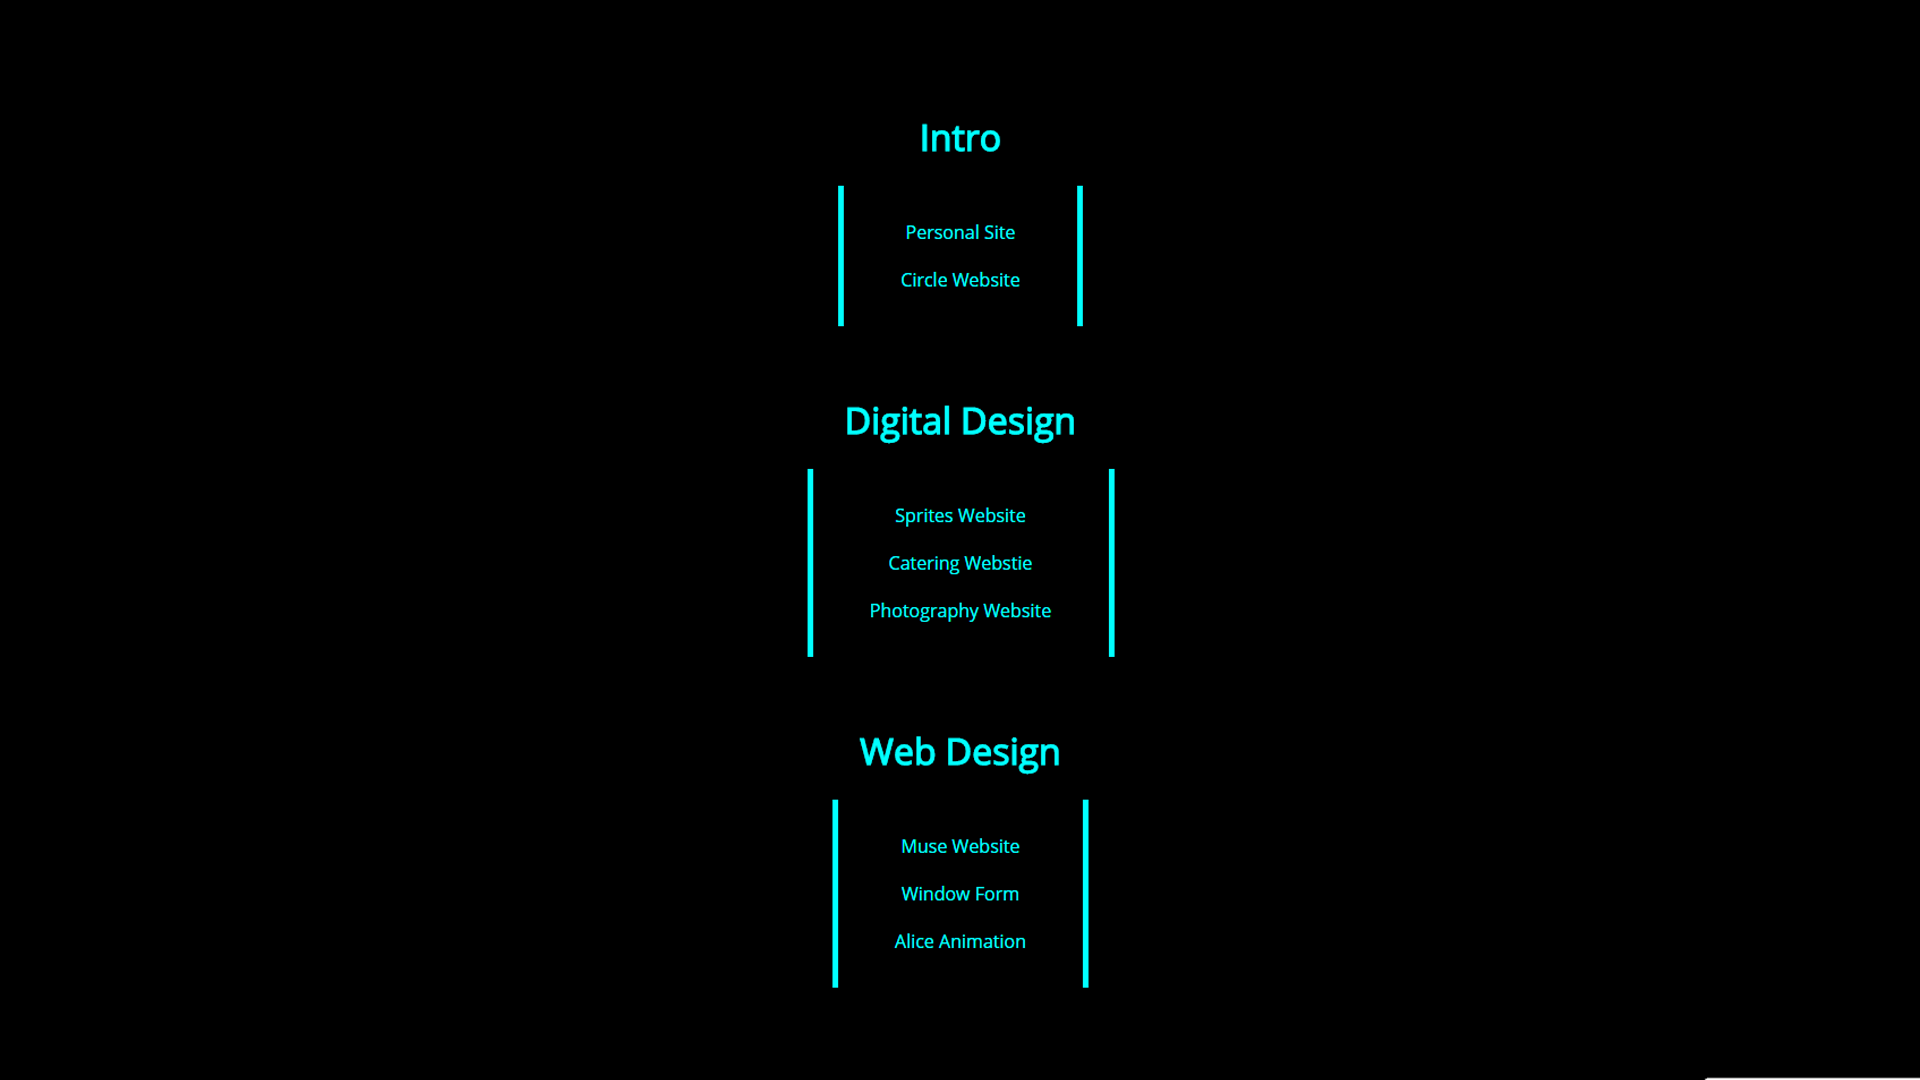 Intro
Personal Site
Circle Website
Digital Design
Sprites Website
Catering Webstie
Photography Website
Web Design
Muse Website
Window Form
Alice Animation